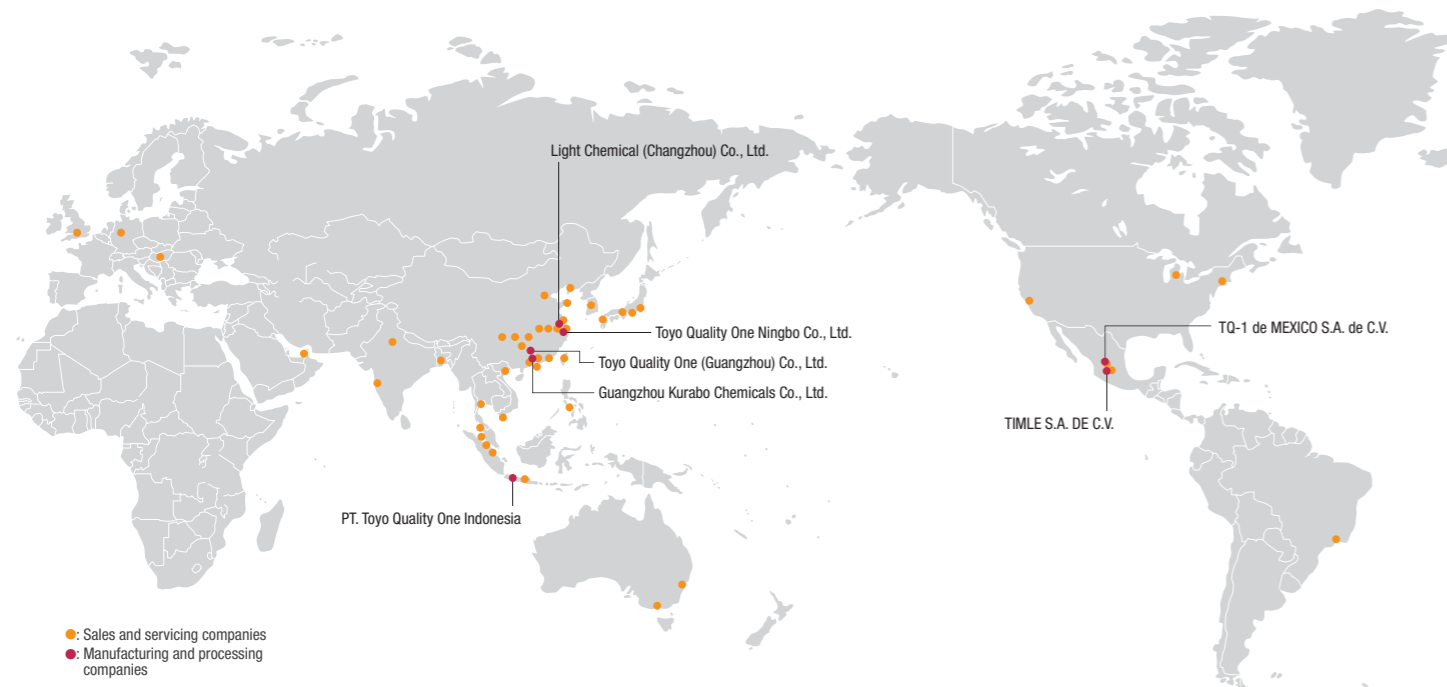 Light Chemical (Changzhou) Co., Ltd.
Toyo Quality One Ningbo Co., Ltd.
TQ-1 de MEXICO S.A. de C.V.
Toyo Quality One (Guangzhou) Co., Ltd.
Guangzhou Kurabo Chemicals Co., Ltd.
TIMLE S.A. DE C.V.
PT. Toyo Quality One Indonesia
: Sales and servicing companies
: Manufacturing and processing
companies